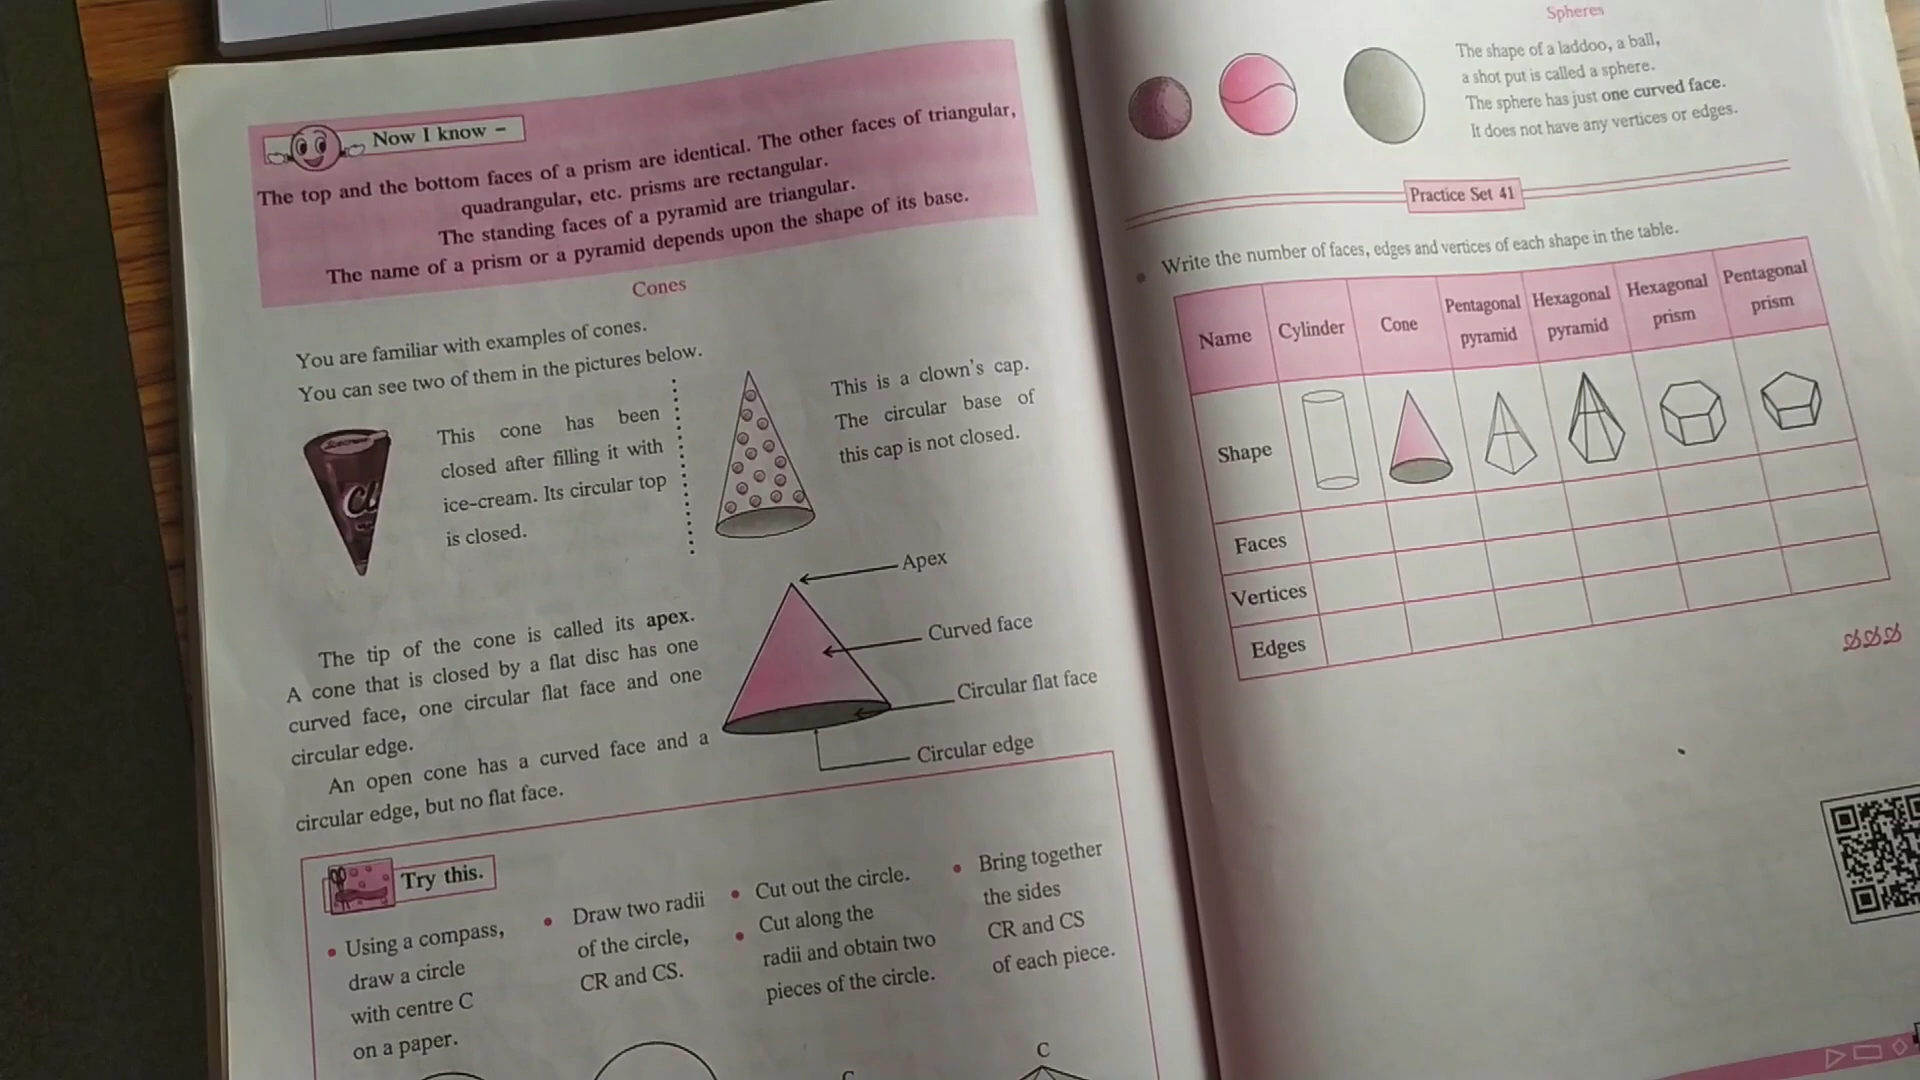 Now I know –
The top and the bottom faces of a prism are identical. The other faces of triangular,
quadrangular, etc. prisms are rectangular.
The standing faces of a pyramid are triangular.
The name of a prism or a pyramid depends upon the shape of its base.
Cones
You are familiar with examples of cones.
You can see two of them in the pictures below.
This cone has been
closed after filling it with
ice-cream. Its circular top
is closed.
This is a clown's cap.
The circular base of
this cap is not closed.
The tip of the cone is called its apex.
A cone that is closed by a flat disc has one
curved face, one circular flat face and one
circular edge.
An open cone has a curved face and a
circular edge, but no flat face.
Apex
Curved face
Circular flat face
Circular edge
Try this.
• Using a compass,
draw a circle
with centre C
on a paper.
• Draw two radii
of the circle,
CR and CS.
• Cut out the circle.
• Cut along the
radii and obtain two
pieces of the circle.
• Bring together
the sides
CR and CS
of each piece.
C
C
Spheres
The shape of a laddoo, a ball,
a shot put is called a sphere.
The sphere has just one curved face.
It does not have any vertices or edges.
Practice Set 41
• Write the number of faces, edges and vertices of each shape in the table.
Name Cylinder Cone Pentagonal pyramid Hexagonal pyramid Hexagonal prism Pentagonal prism
Shape
Faces
Vertices
Edges